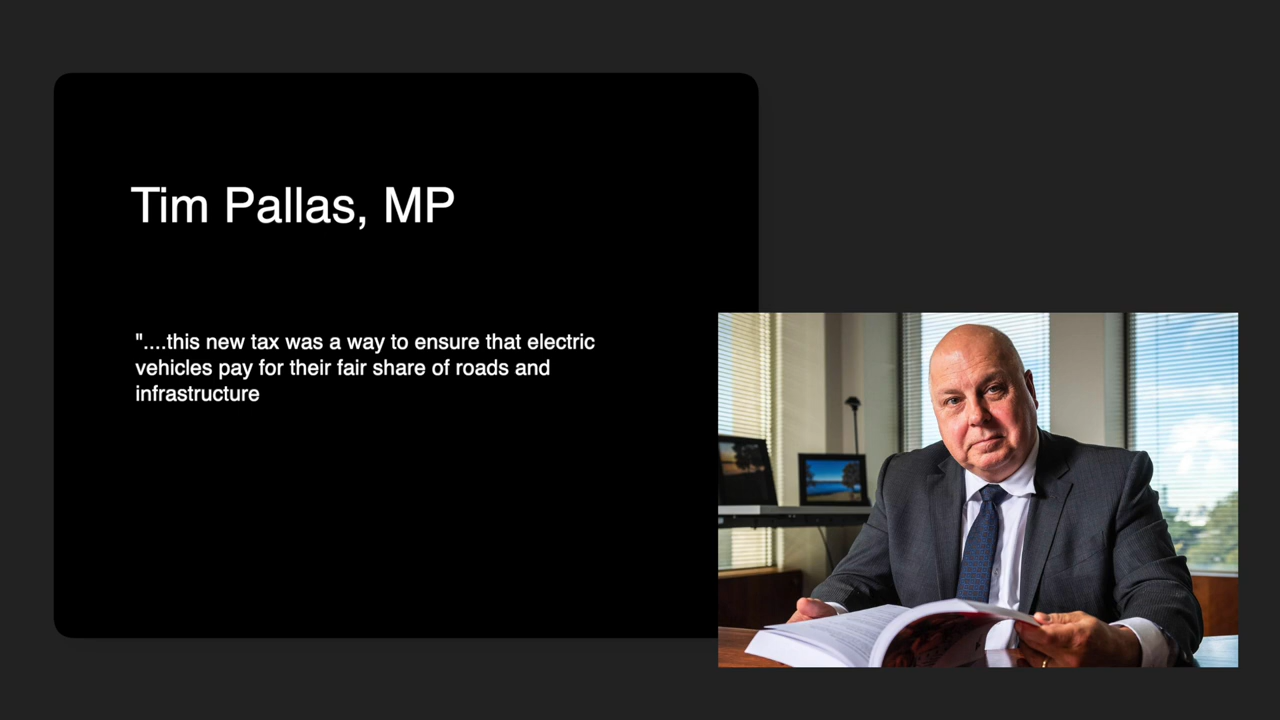 Tim Pallas, MP
"....this new tax was a way to ensure that electric
vehicles pay for their fair share of roads and
infrastructure